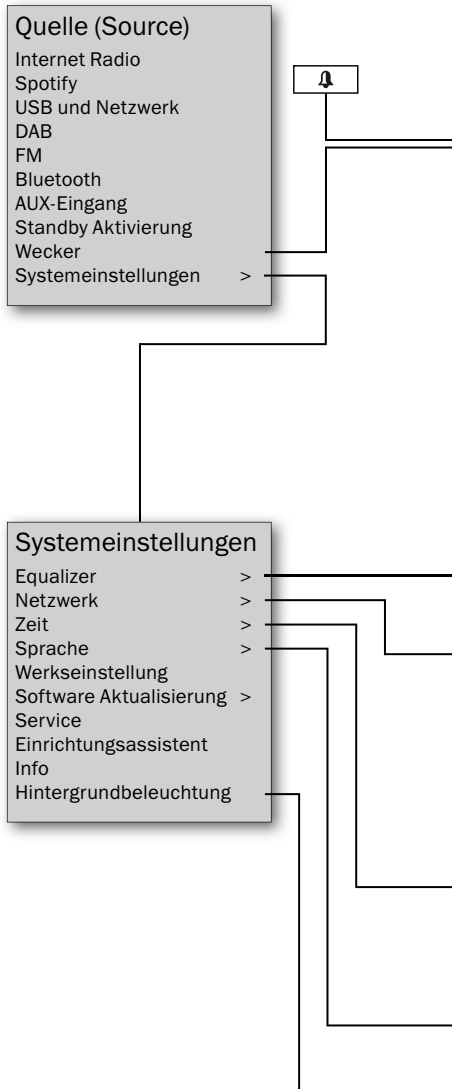 Quelle (Source)
Internet Radio
Spotify
USB und Netzwerk
DAB
FM
Bluetooth
AUX-Eingang
Standby Aktivierung
Wecker
Systemeinstellungen >
Systemeinstellungen
Equalizer >
Netzwerk >
Zeit >
Sprache >
Werkseinstellung
Software Aktualisierung >
Service
Einrichtungsassistent
Info
Hintergrundbeleuchtung